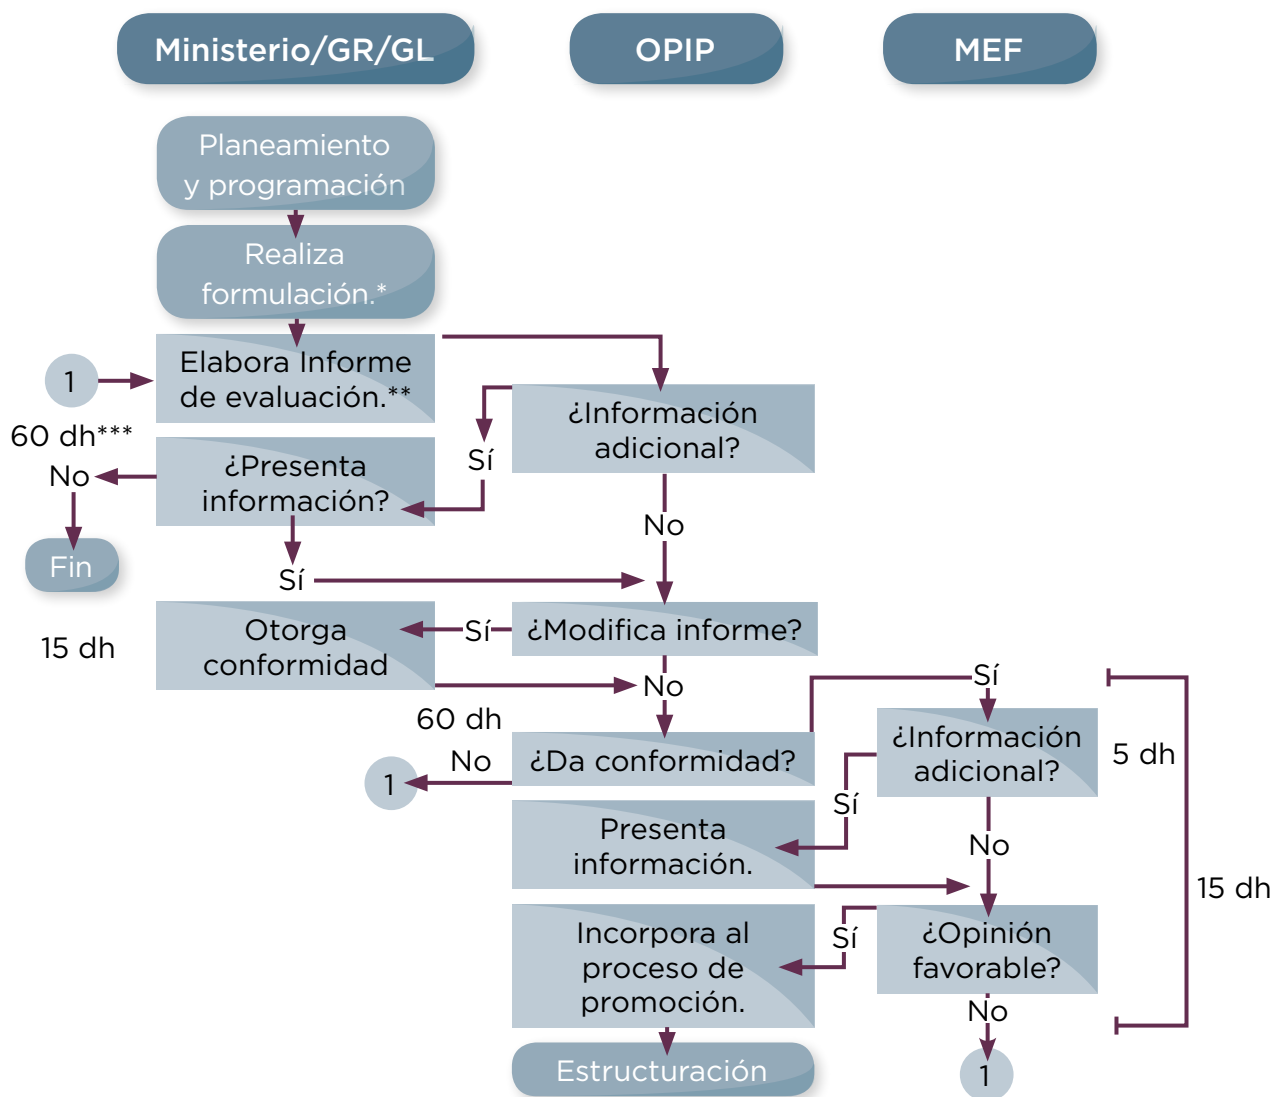 Ministerio/GR/GL
OPIP
MEF
Planeamiento
y programación
Realiza
formulación.*
Elabora Informe
de evaluación.**
1
60 dh***
¿Información
adicional?
Sí
¿Presenta
información?
No
Fin
No
Sí
15 dh
Otorga
conformidad
Sí
¿Modifica informe?
No
Sí
60 dh
No
¿Da conformidad?
1
¿Información
adicional?
5 dh
Sí
Presenta
información.
No
15 dh
Incorpora al
proceso de
promoción.
Sí
¿Opinión
favorable?
No
Estructuración
1